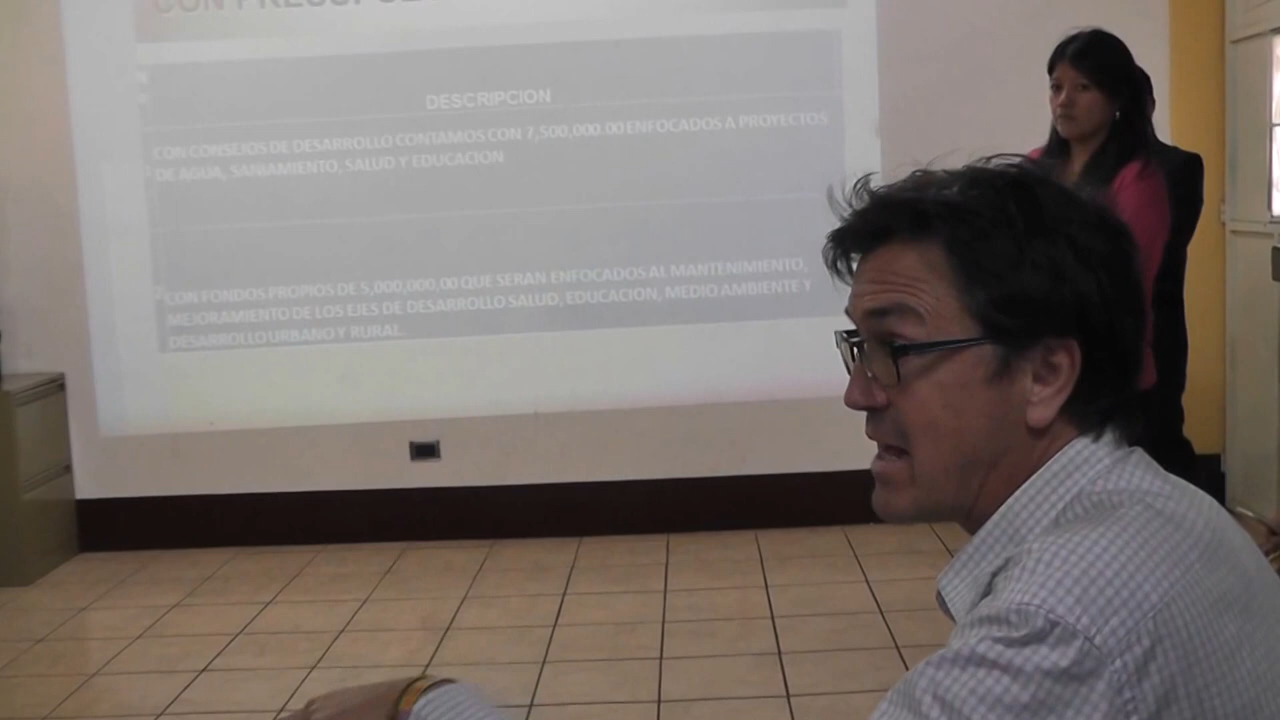 DESCRIPCION
CON CONSEJOS DE DESARROLLO CONTAMOS CON 7,500,000.00 ENFOCADOS A PROYECTOS
DE AGUA, SANIAMIENTO, SALUD Y EDUCACION
CON FONDOS PROPIOS DE 5,000,000,00 QUE SERAN ENFOCADOS AL MANTENIMIENTO,
MEJORAMIENTO DE LOS EJES DE DESARROLLO SALUD, EDUCACION, MEDIO AMBIENTE Y
DESARROLLO URBANO Y RURAL.